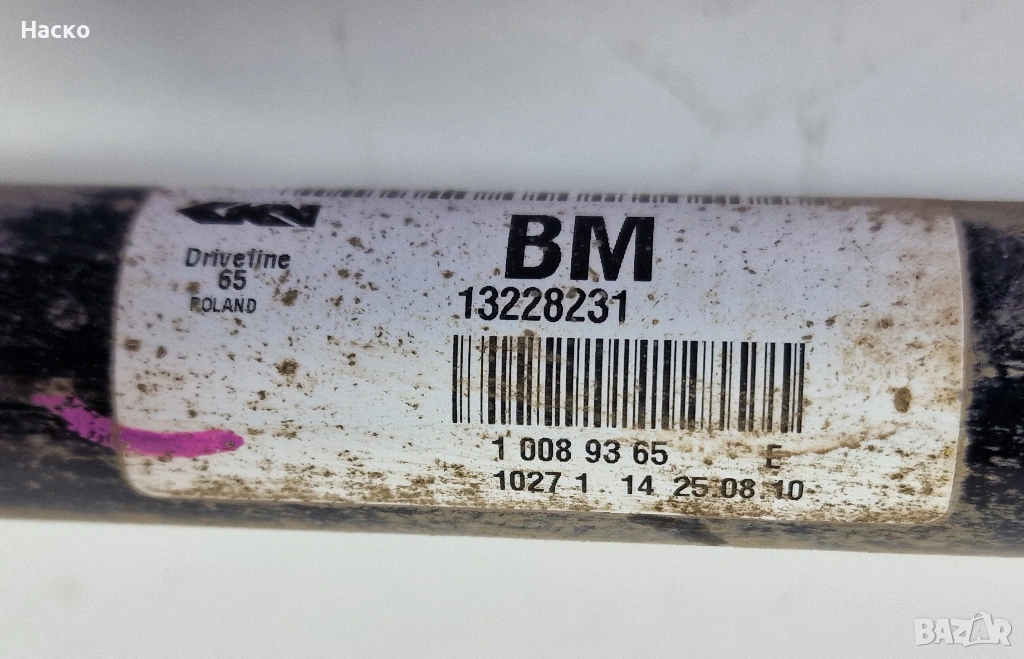 Наско
GKN
Driveline
65
POLAND
BM
13228231
1 008 93 65 E
1027 1 14 25.08.10
BAZAR